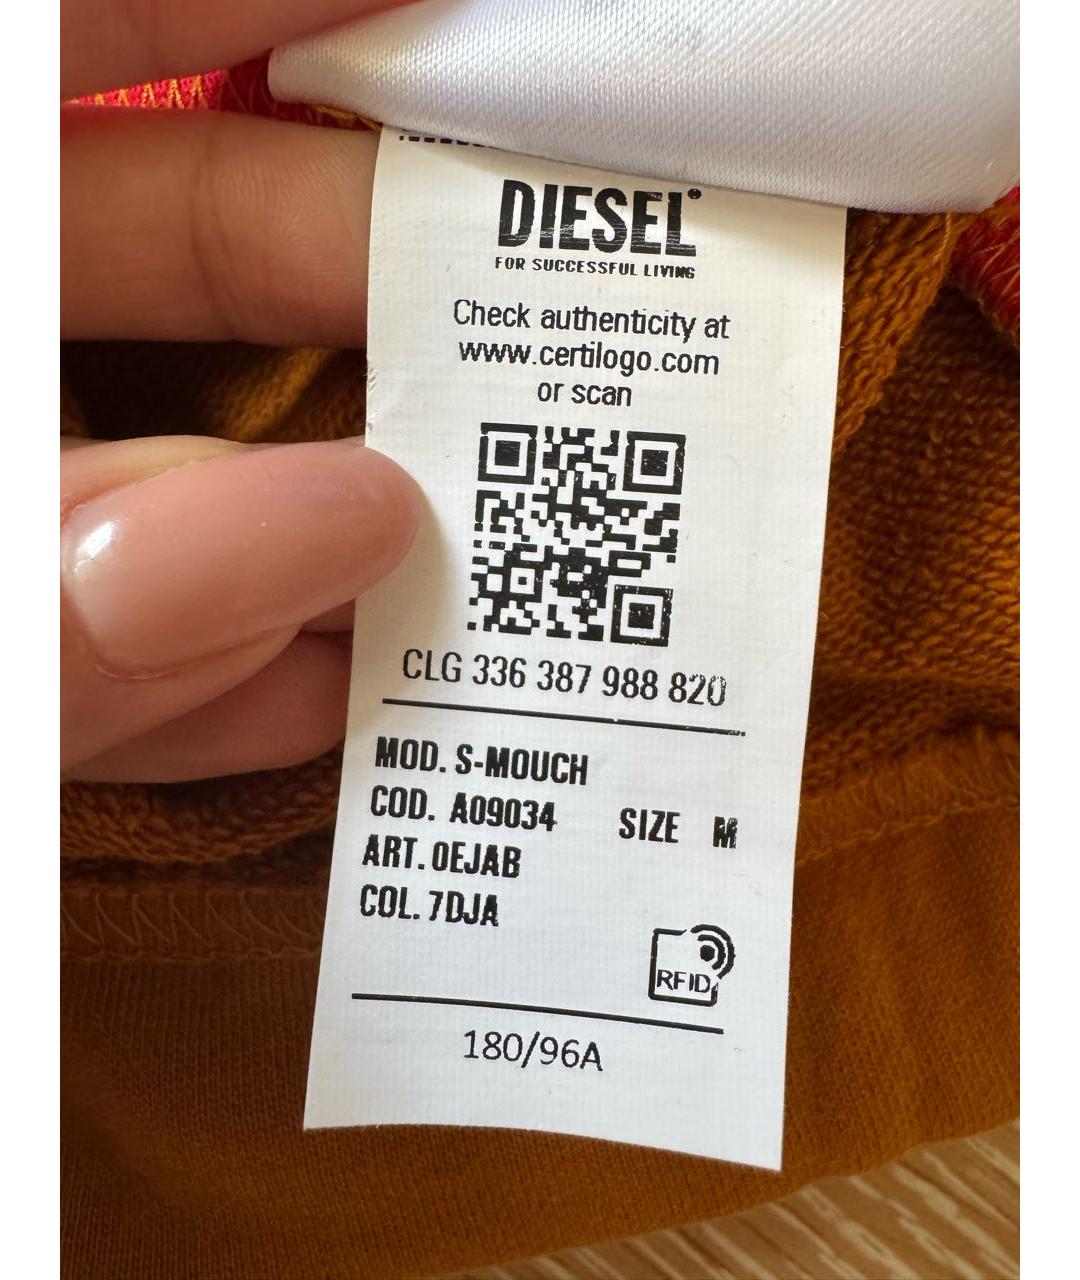 DIESEL
FOR SUCCESSFUL LIVING
Check authenticity at
www.certilogo.com
or scan
CLG 336 387 988 820
MOD. S-MOUCH
COD. A09034 SIZE M
ART. 0EJAB
COL. 7DJA
RFID
180/96A